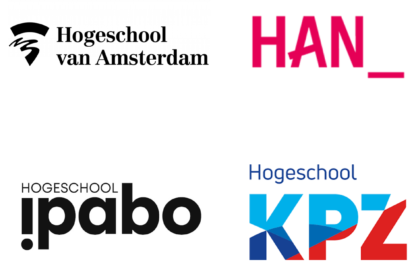 Hogeschool
van Amsterdam
HAN_
HOGESCHOOL
ipabo
Hogeschool
KPZ